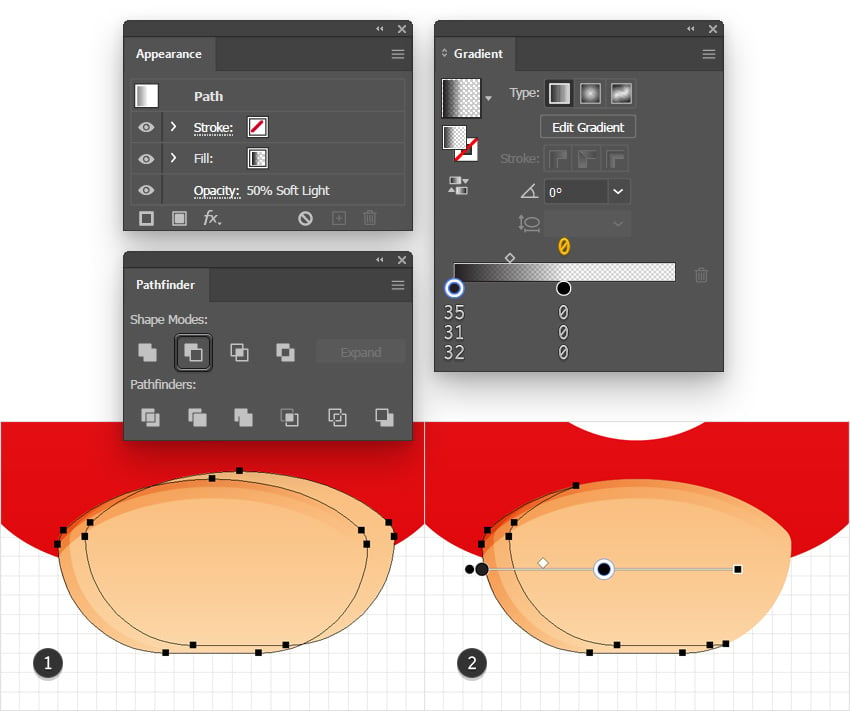 Appearance
Path
Stroke:
Fill:
Opacity: 50% Soft Light
fx.
Pathfinder
Shape Modes:
Expand
Pathfinders:
Gradient
Type:
Edit Gradient
Stroke:
0°
0
35 0
31 0
32 0
1
2